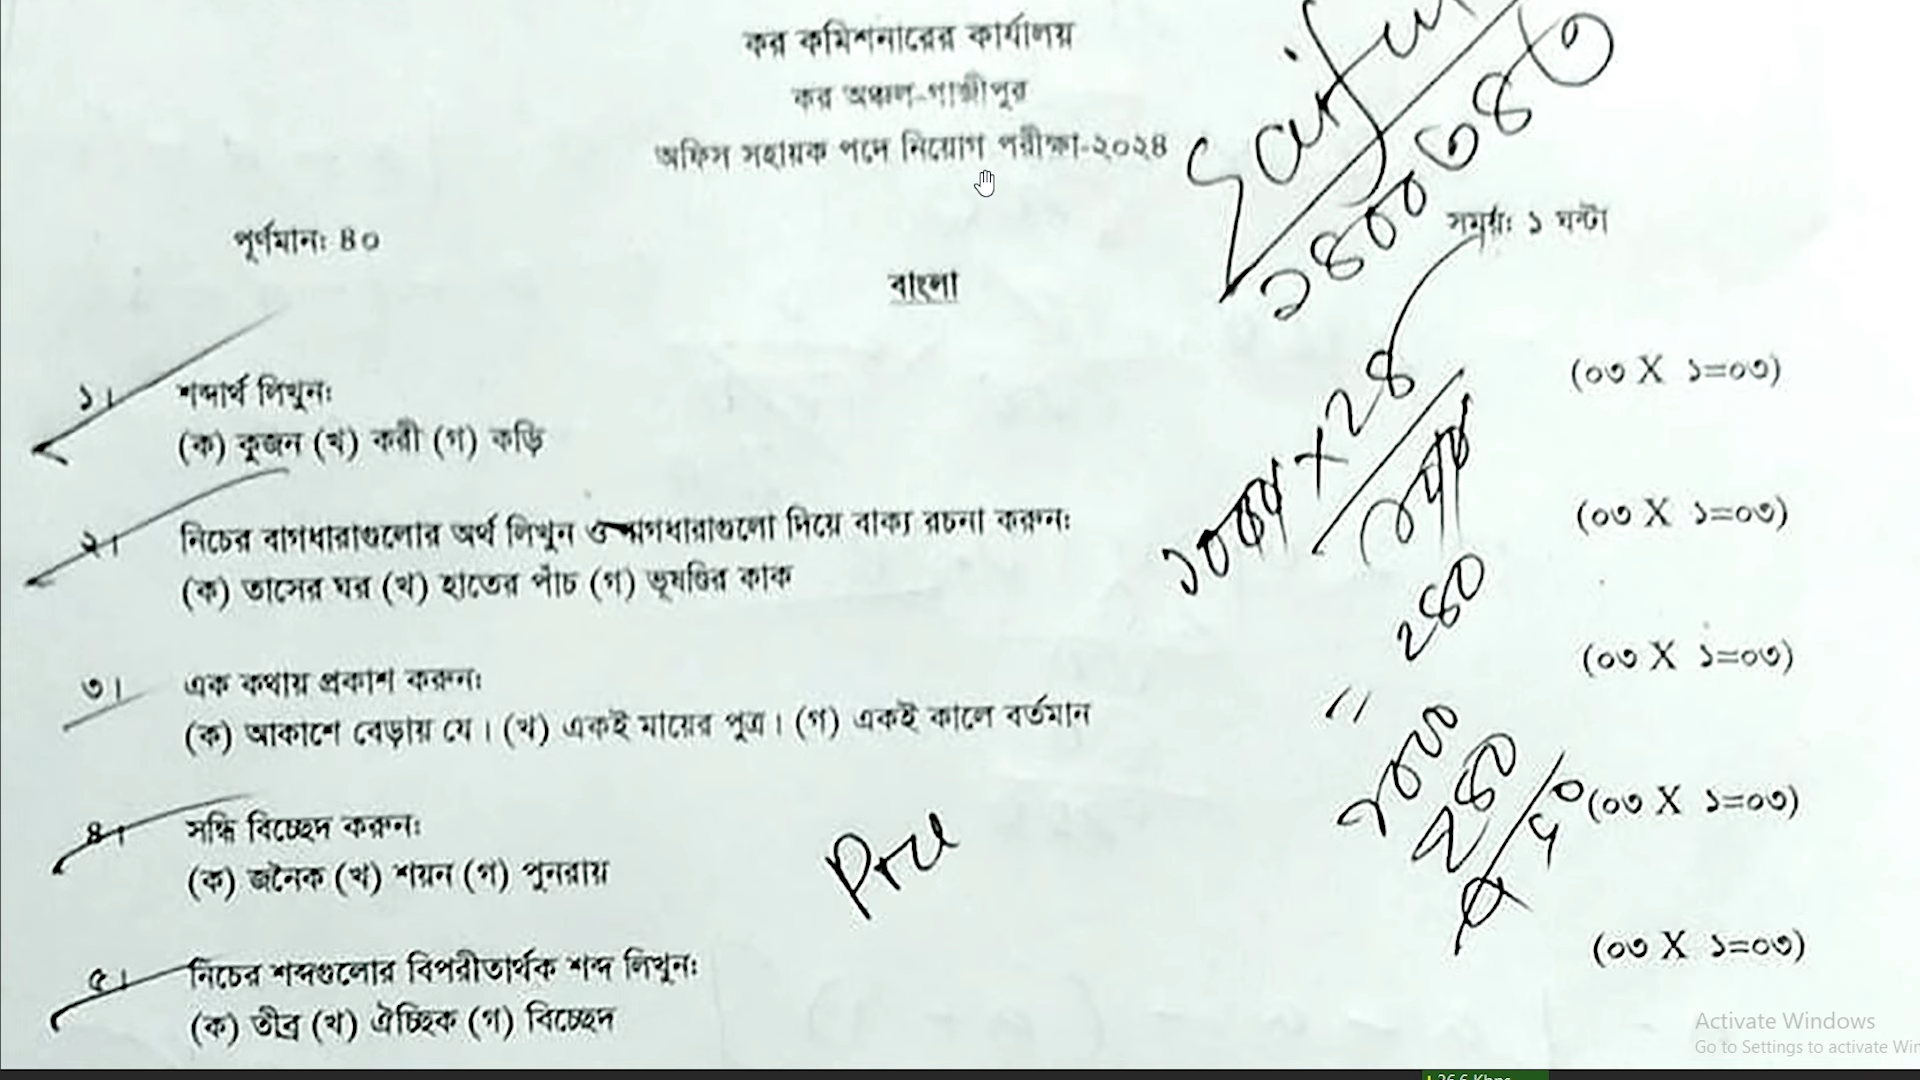 কর কমিশনারের কার্যালয়
কর অঞ্চল-গাজীপুর
অফিস সহায়ক পদে নিয়োগ পরীক্ষা-২০২৪
Saifu
২৪০০৩৪৩
পূর্ণমান: ৪০
সময়: ১ ঘন্টা
বাংলা
১। শব্দার্থ লিখুন: (০৩ X ১=০৩)
(ক) কুজন (খ) করী (গ) কড়ি
২। নিচের বাগধারাগুলোর অর্থ লিখুন ও বাগধারাগুলো দিয়ে বাক্য রচনা করুন: (০৩ X ১=০৩)
(ক) তাসের ঘর (খ) হাতের পাঁচ (গ) ভূষণ্ডির কাক
৩। এক কথায় প্রকাশ করুন: (০৩ X ১=০৩)
(ক) আকাশে বেড়ায় যে। (খ) একই মায়ের পুত্র। (গ) একই কালে বর্তমান
৪। সন্ধি বিচ্ছেদ করুন: (০৩ X ১=০৩)
(ক) জনৈক (খ) শয়ন (গ) পুনরায়
৫। নিচের শব্দগুলোর বিপরীতার্থক শব্দ লিখুন: (০৩ X ১=০৩)
(ক) তীব্র (খ) ঐচ্ছিক (গ) বিচ্ছেদ
২৪০
Activate Windows
Go to Settings to activate Win